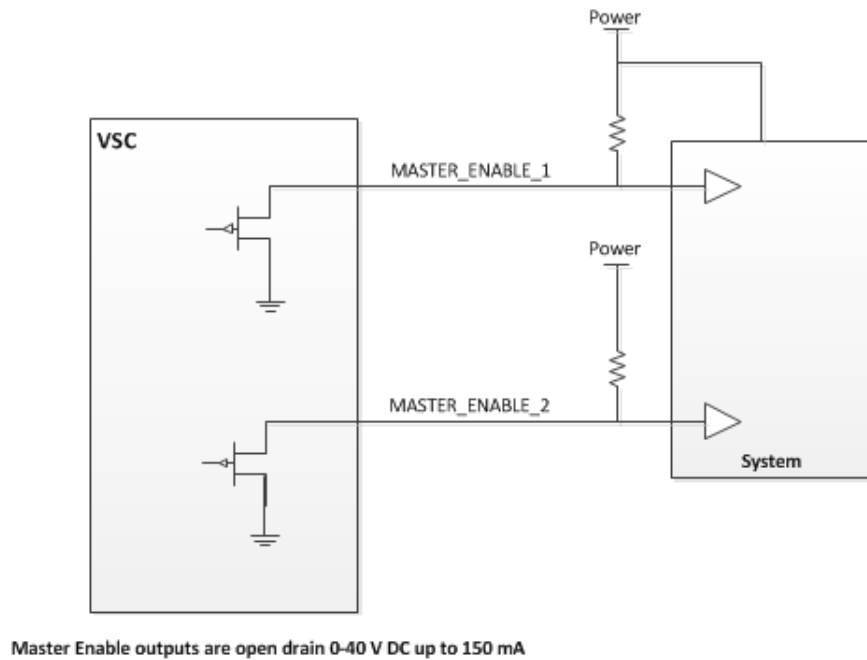 Power
VSC
MASTER_ENABLE_1
Power
MASTER_ENABLE_2
System
Master Enable outputs are open drain 0-40 V DC up to 150 mA